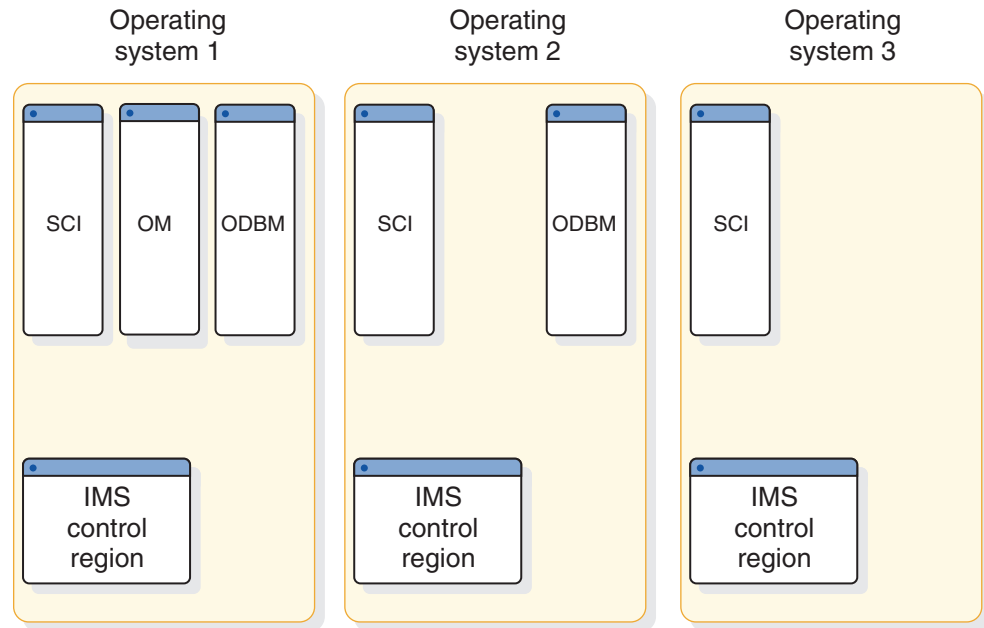 Operating
system 1
Operating
system 2
Operating
system 3
SCI
OM
ODBM
SCI
ODBM
SCI
IMS
control
region
IMS
control
region
IMS
control
region